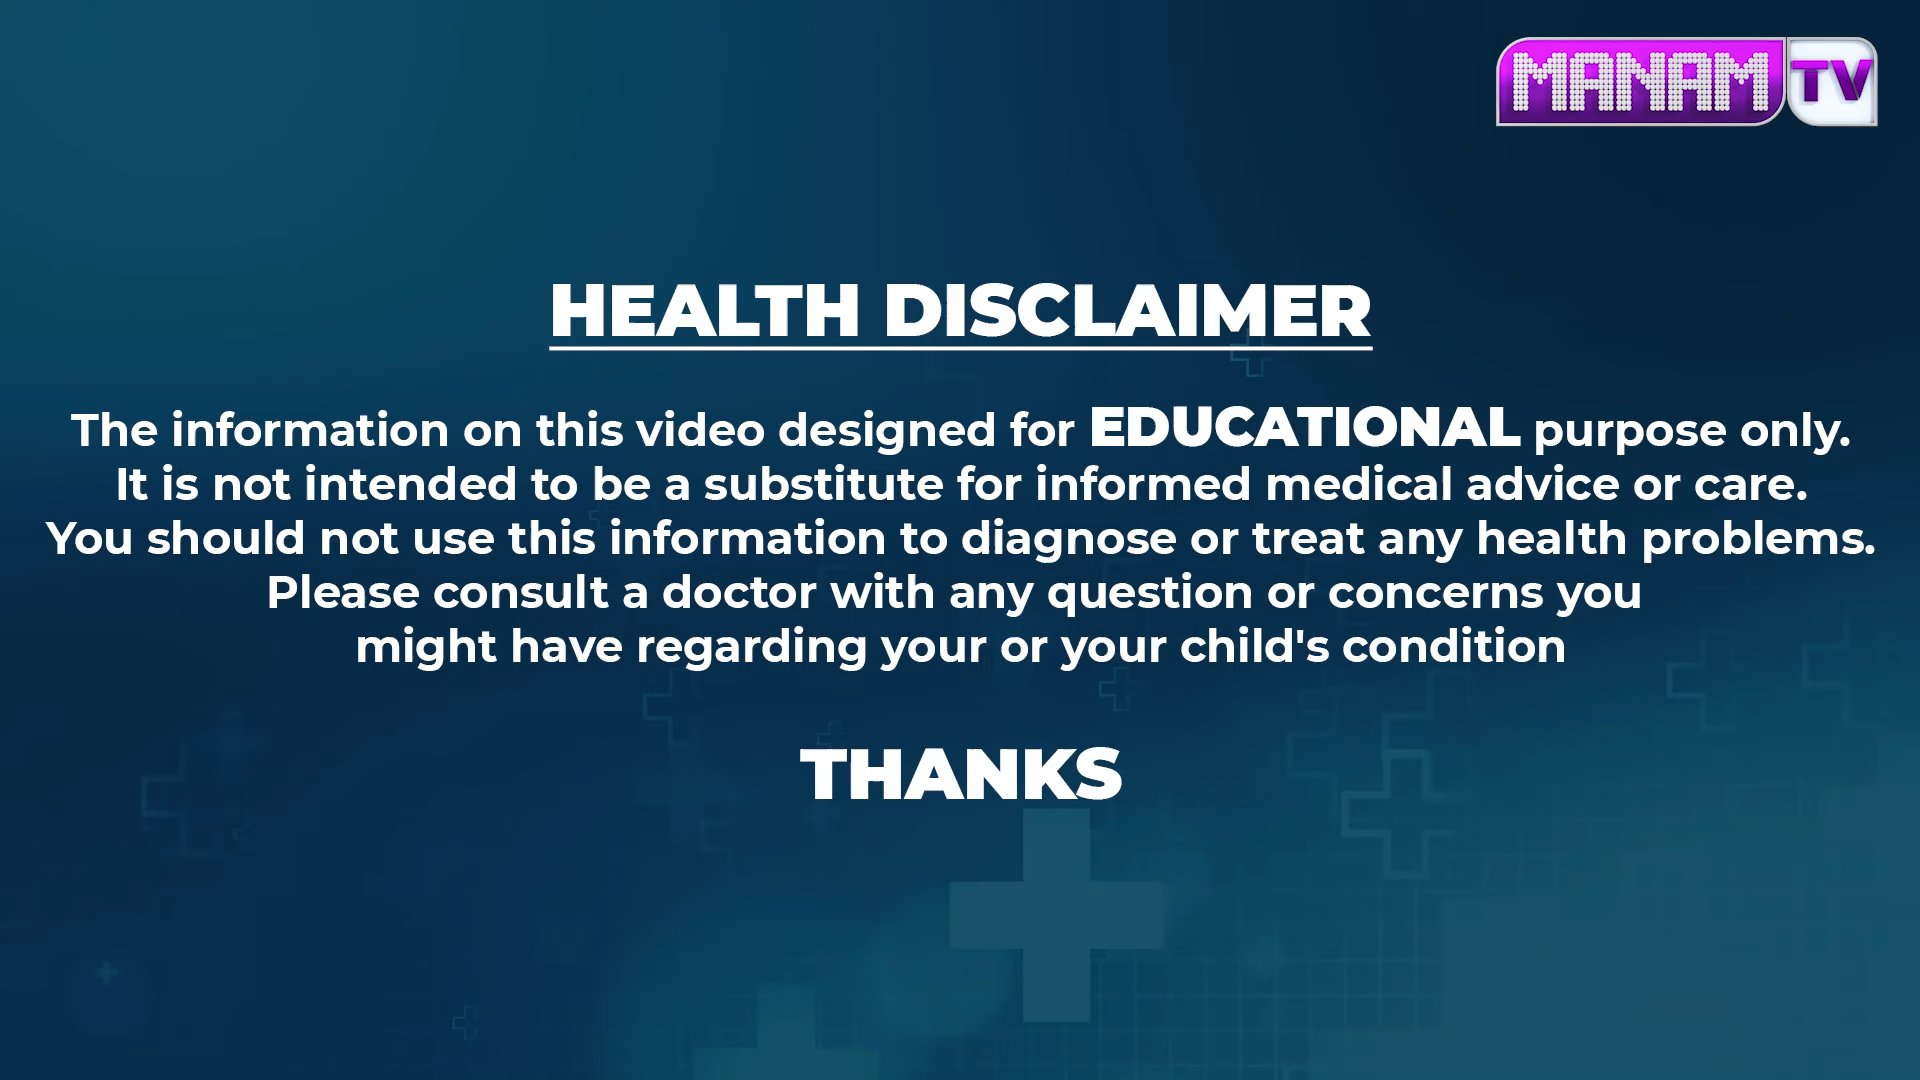 MANAM TV
HEALTH DISCLAIMER
The information on this video designed for EDUCATIONAL purpose only.
It is not intended to be a substitute for informed medical advice or care.
You should not use this information to diagnose or treat any health problems.
Please consult a doctor with any question or concerns you
might have regarding your or your child's condition
THANKS